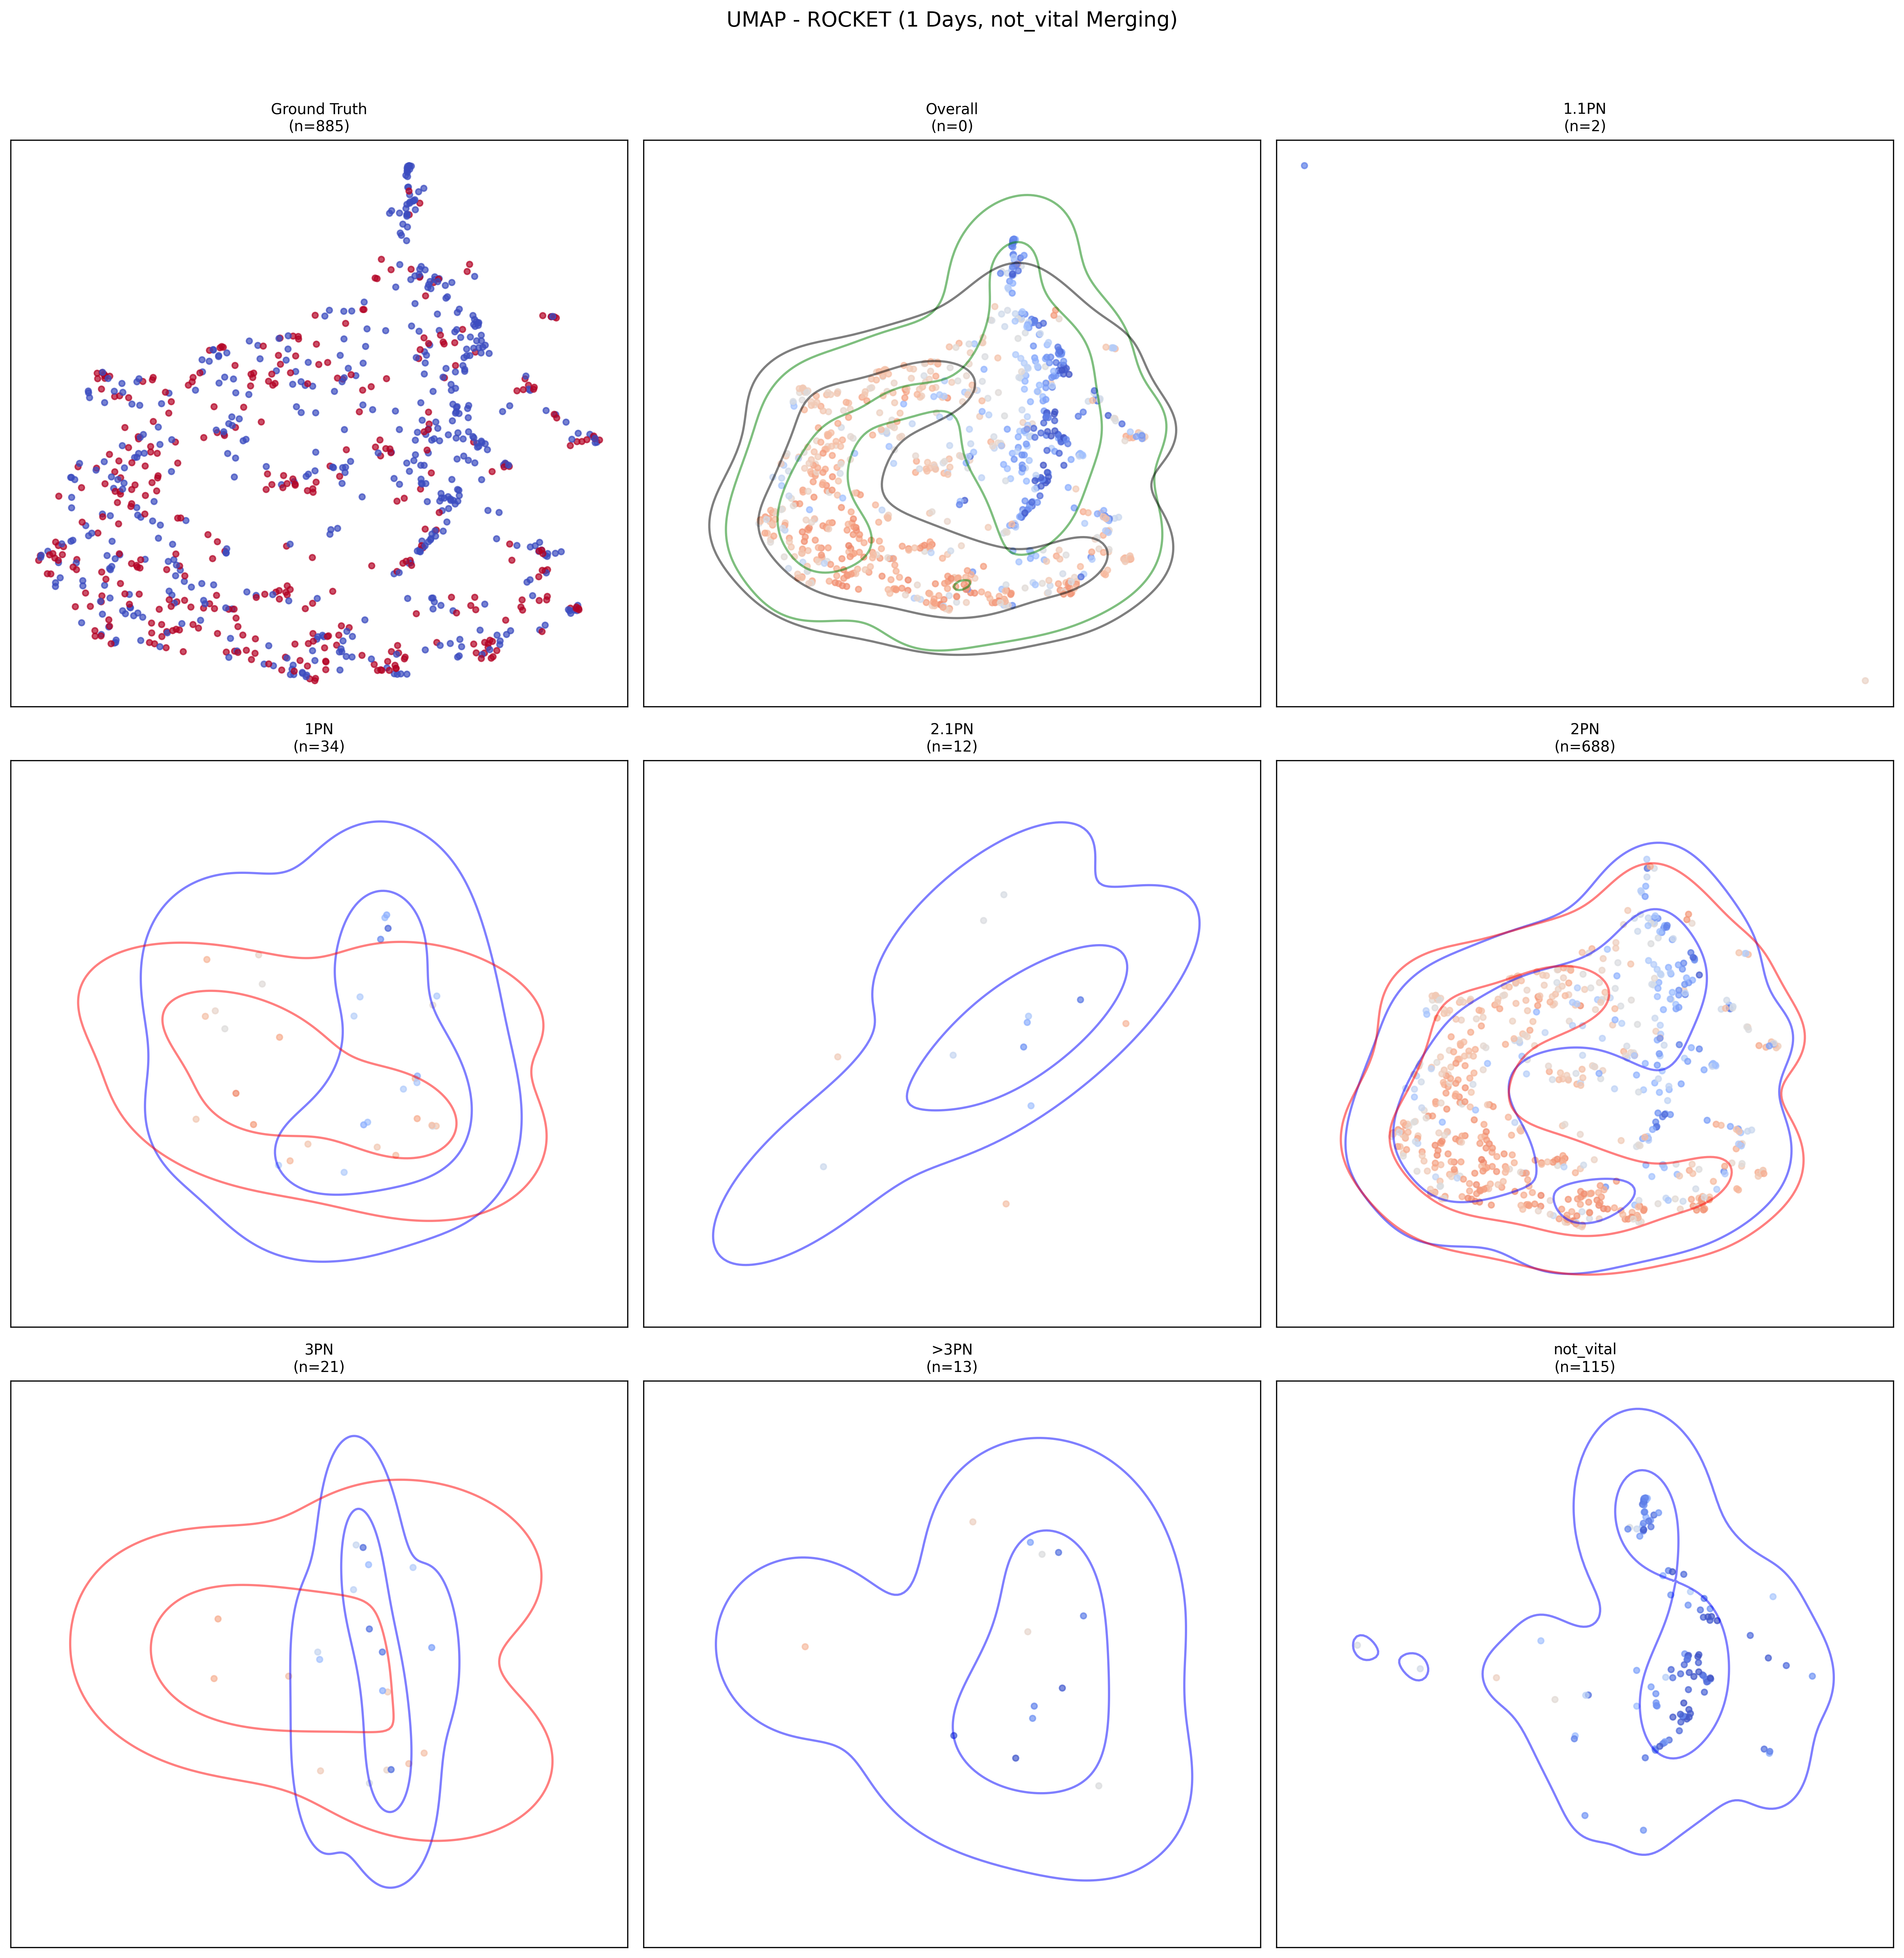 UMAP - ROCKET (1 Days, not_vital Merging)
Ground Truth
(n=885)
Overall
(n=0)
1.1PN
(n=2)
1PN
(n=34)
2.1PN
(n=12)
2PN
(n=688)
3PN
(n=21)
>3PN
(n=13)
not_vital
(n=115)